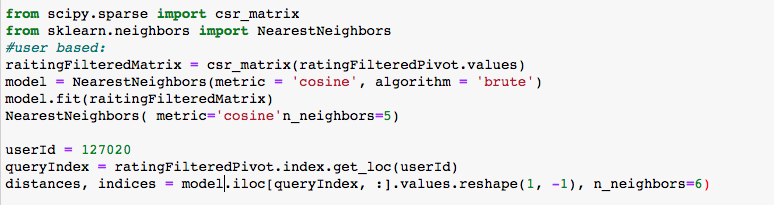 from scipy.sparse import csr_matrix
from sklearn.neighbors import NearestNeighbors
#user based:
raitingFilteredMatrix = csr_matrix(ratingFilteredPivot.values)
model = NearestNeighbors(metric = 'cosine', algorithm = 'brute')
model.fit(raitingFilteredMatrix)
NearestNeighbors( metric='cosine'n_neighbors=5)
userId = 127020
queryIndex = ratingFilteredPivot.index.get_loc(userId)
distances, indices = model.iloc[queryIndex, :].values.reshape(1, -1), n_neighbors=6)